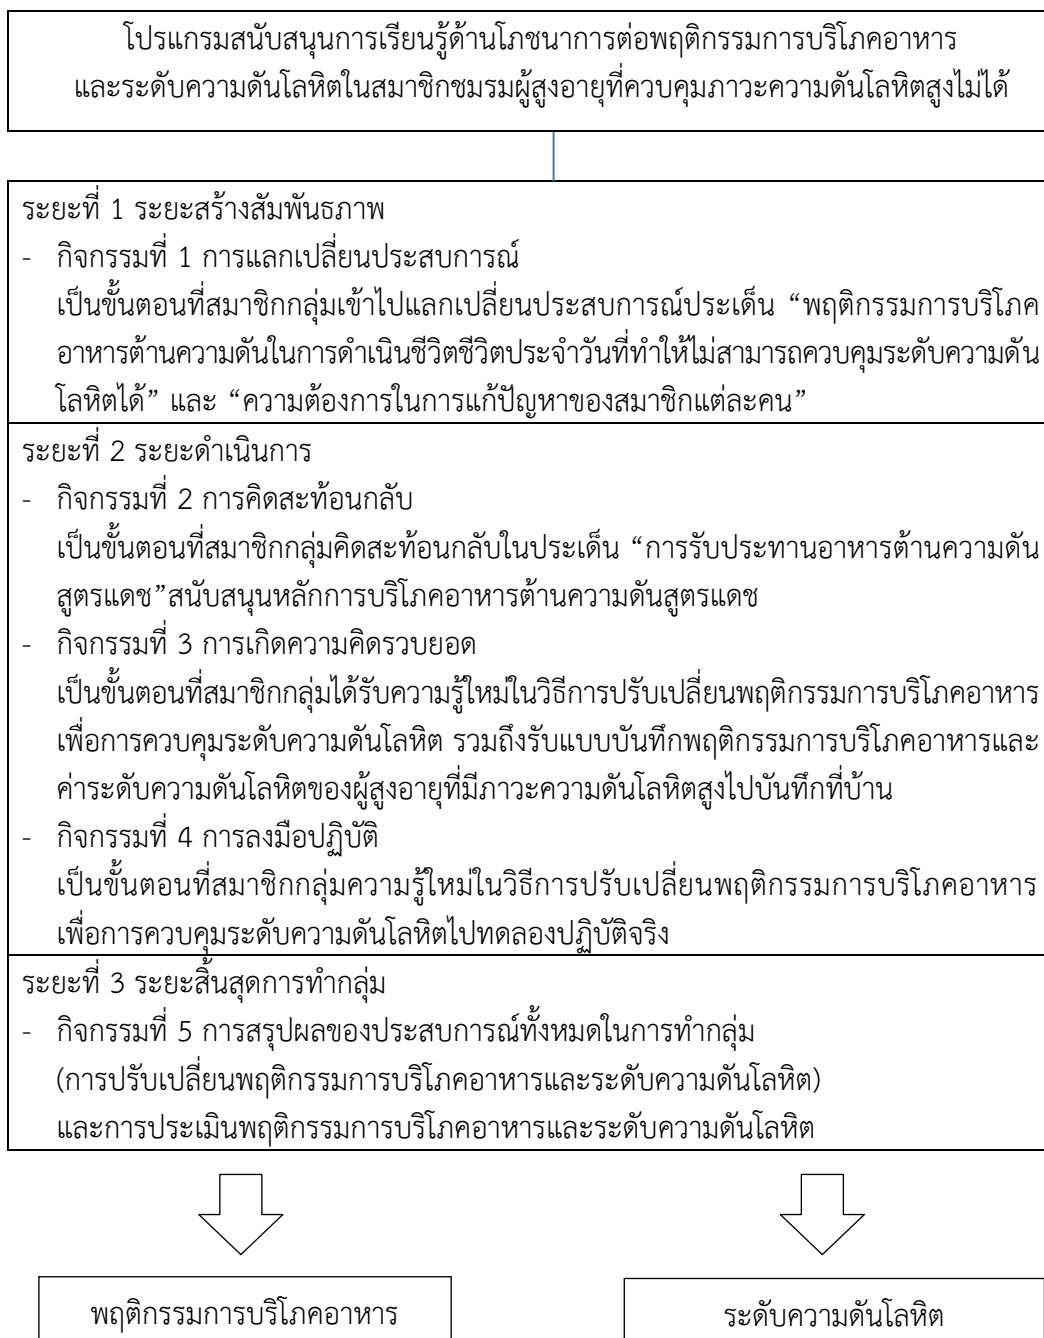 โปรแกรมสนับสนุนการเรียนรู้ด้านโภชนาการต่อพฤติกรรมการบริโภคอาหาร
และระดับความดันโลหิตในสมาชิกชมรมผู้สูงอายุที่ควบคุมภาวะความดันโลหิตสูงไม่ได้
ระยะที่ 1 ระยะสร้างสัมพันธภาพ
- กิจกรรมที่ 1 การแลกเปลี่ยนประสบการณ์
เป็นขั้นตอนที่สมาชิกกลุ่มเข้าไปแลกเปลี่ยนประสบการณ์ประเด็น “พฤติกรรมการบริโภค
อาหารต้านความดันในการดำเนินชีวิตชีวิตประจำวันที่ทำให้ไม่สามารถควบคุมระดับความดัน
โลหิตได้” และ “ความต้องการในการแก้ปัญหาของสมาชิกแต่ละคน”
ระยะที่ 2 ระยะดำเนินการ
- กิจกรรมที่ 2 การคิดสะท้อนกลับ
เป็นขั้นตอนที่สมาชิกกลุ่มคิดสะท้อนกลับในประเด็น “การรับประทานอาหารต้านความดัน
สูตรแดช”สนับสนุนหลักการบริโภคอาหารต้านความดันสูตรแดช
- กิจกรรมที่ 3 การเกิดความคิดรวบยอด
เป็นขั้นตอนที่สมาชิกกลุ่มได้รับความรู้ใหม่ในวิธีการปรับเปลี่ยนพฤติกรรมการบริโภคอาหาร
เพื่อการควบคุมระดับความดันโลหิต รวมถึงรับแบบบันทึกพฤติกรรมการบริโภคอาหารและ
ค่าระดับความดันโลหิตของผู้สูงอายุที่มีภาวะความดันโลหิตสูงไปบันทึกที่บ้าน
- กิจกรรมที่ 4 การลงมือปฏิบัติ
เป็นขั้นตอนที่สมาชิกกลุ่มความรู้ใหม่ในวิธีการปรับเปลี่ยนพฤติกรรมการบริโภคอาหาร
เพื่อการควบคุมระดับความดันโลหิตไปทดลองปฏิบัติจริง
ระยะที่ 3 ระยะสิ้นสุดการทำกลุ่ม
- กิจกรรมที่ 5 การสรุปผลของประสบการณ์ทั้งหมดในการทำกลุ่ม
(การปรับเปลี่ยนพฤติกรรมการบริโภคอาหารและระดับความดันโลหิต)
และการประเมินพฤติกรรมการบริโภคอาหารและระดับความดันโลหิต
พฤติกรรมการบริโภคอาหาร
ระดับความดันโลหิต